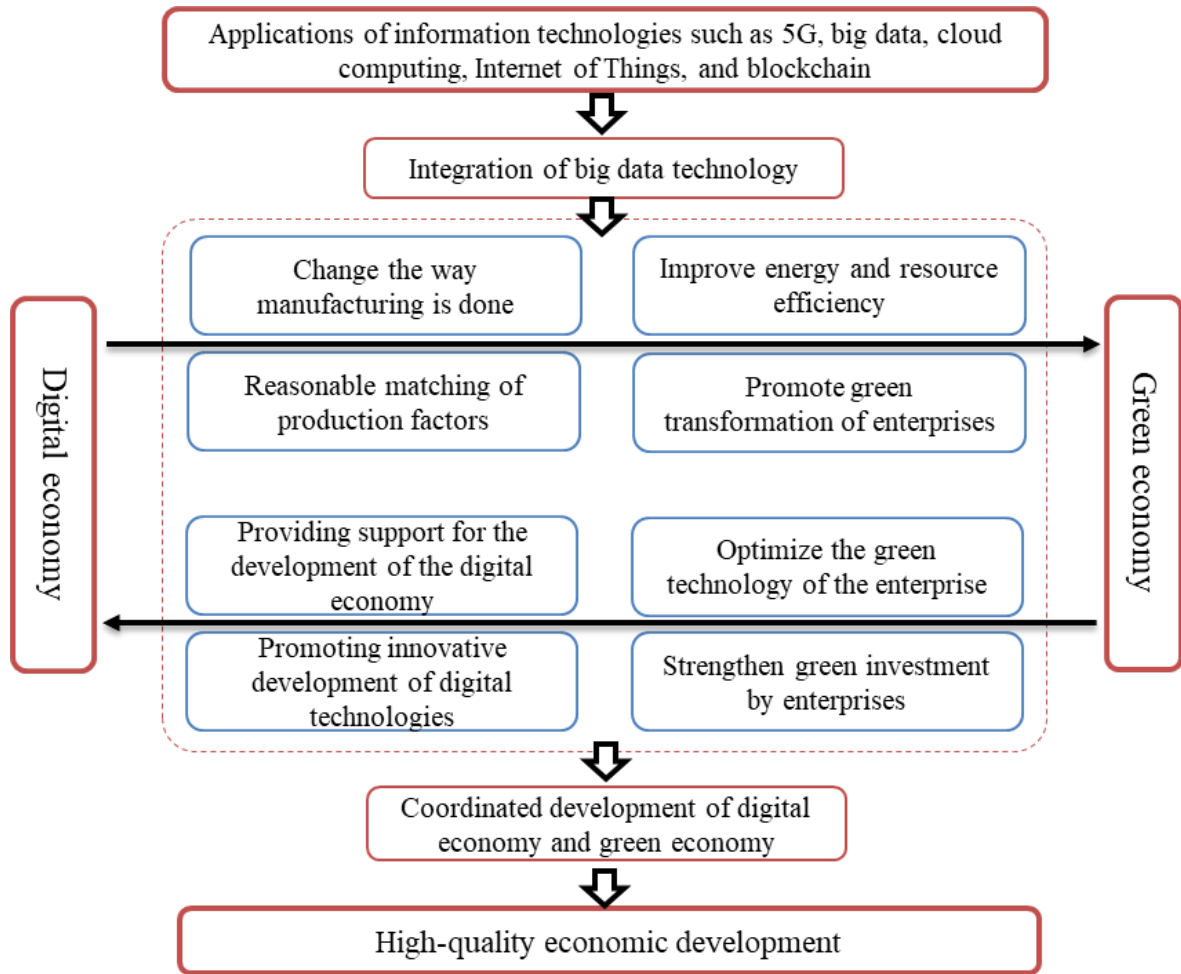 Applications of information technologies such as 5G, big data, cloud
computing, Internet of Things, and blockchain
Integration of big data technology
Change the way
manufacturing is done
Improve energy and resource
efficiency
Digital economy
Green economy
Reasonable matching of
production factors
Promote green
transformation of enterprises
Providing support for the
development of the digital
economy
Optimize the green
technology of the enterprise
Promoting innovative
development of digital
technologies
Strengthen green investment
by enterprises
Coordinated development of digital
economy and green economy
High-quality economic development